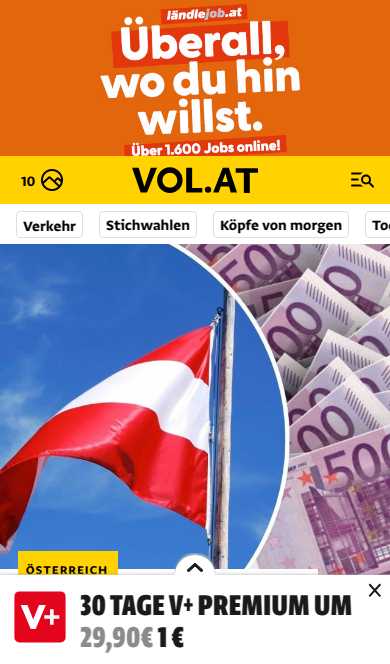 ländlejob.at
Überall,
wo du hin
willst.
Über 1.600 Jobs online!
10
VOL.AT
Verkehr
Stichwahlen
Köpfe von morgen
500
500
ÖSTERREICH
V+
30 TAGE V+ PREMIUM UM
29,90€ 1 €